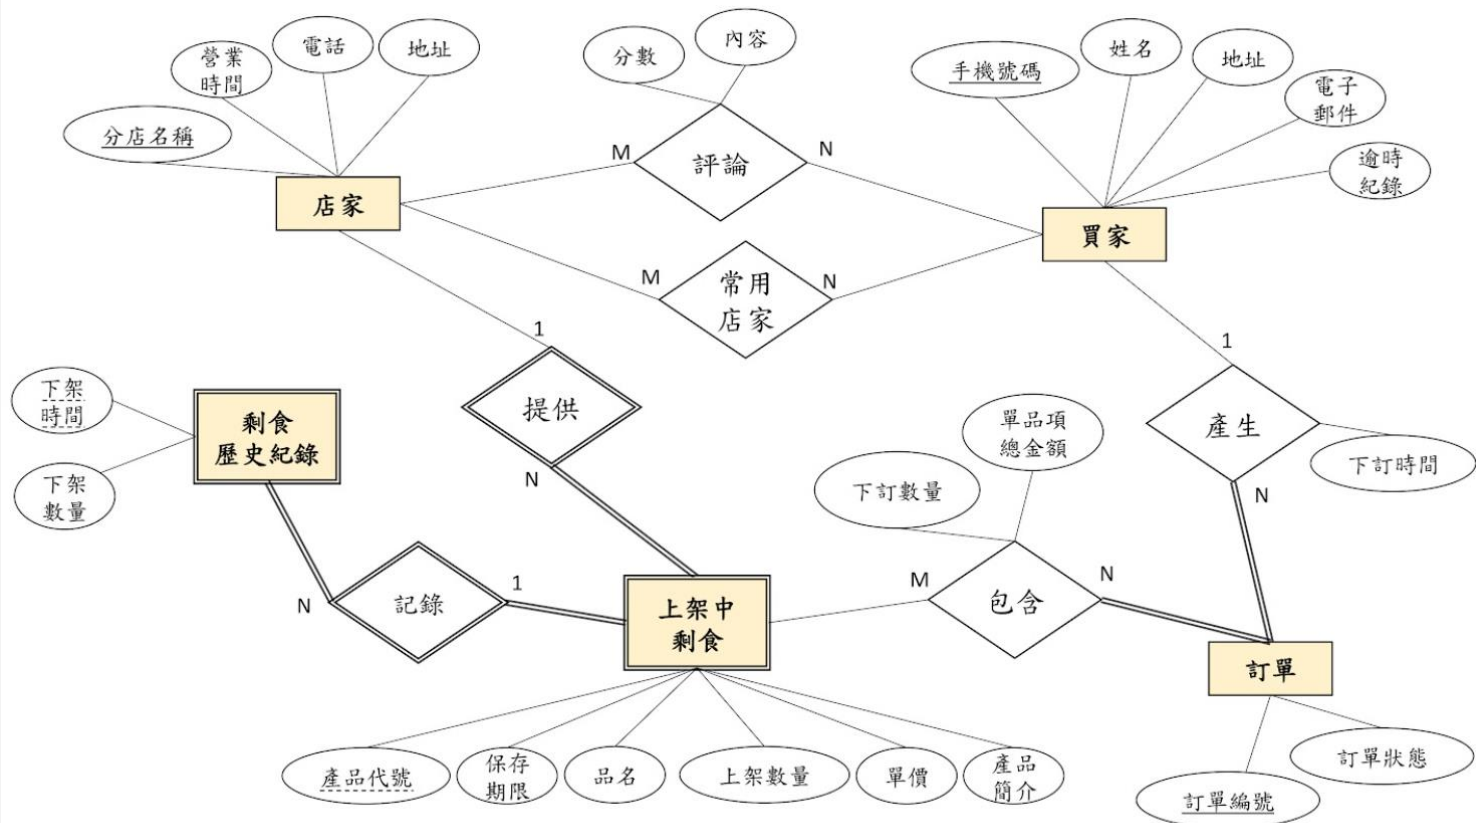 營業
時間
電話
地址
分店名稱
店家
分數
內容
評論
M
N
手機號碼
姓名
地址
電子
郵件
逾時
紀錄
買家
常用
店家
M
N
1
提供
N
下架
時間
下架
數量
剩食
歷史紀錄
N
記錄
1
上架中
剩食
下訂數量
單品項
總金額
M
包含
N
1
產生
N
下訂時間
訂單
訂單編號
訂單狀態
產品代號
保存
期限
品名
上架數量
單價
產品
簡介